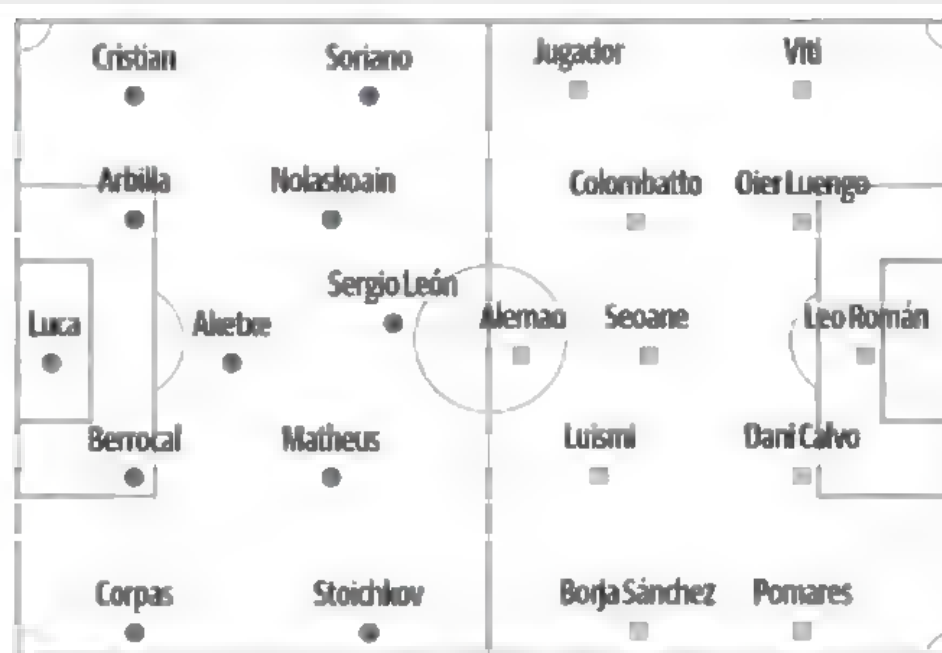 Cristian
Soriano
Jugador
Viti
Arbilla
Nolaskoain
Colombatto
Oier Luengo
Sergio León
Luca
Aketxe
Alemao
Seoane
Leo Román
Berrocal
Matheus
Luismi
Dani Calvo
Corpas
Stoichkov
Borja Sánchez
Pomares